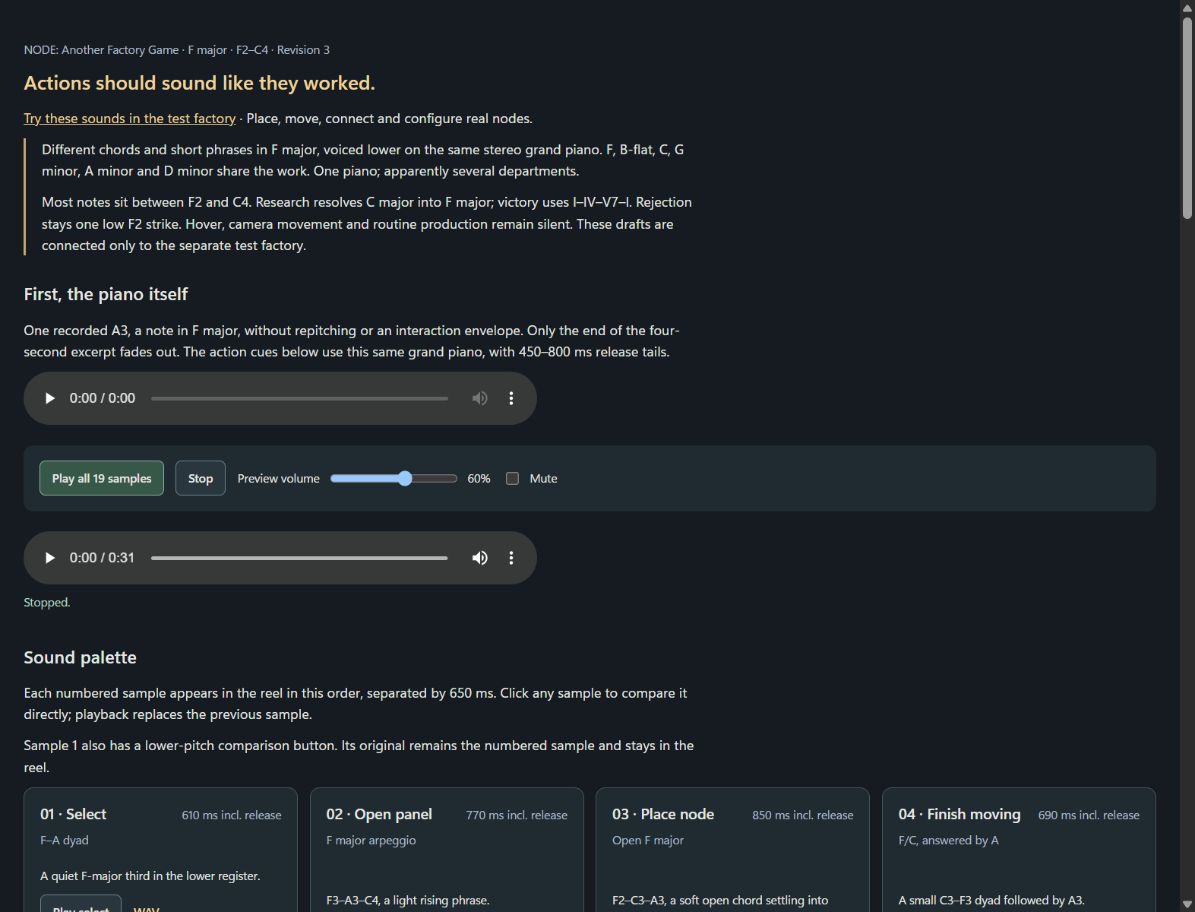 NODE: Another Factory Game · F major · F2–C4 · Revision 3
Actions should sound like they worked.
Try these sounds in the test factory · Place, move, connect and configure real nodes.
Different chords and short phrases in F major, voiced lower on the same stereo grand piano. F, B-flat, C, G
minor, A minor and D minor share the work. One piano; apparently several departments.
Most notes sit between F2 and C4. Research resolves C major into F major; victory uses I–IV–V7–I. Rejection
stays one low F2 strike. Hover, camera movement and routine production remain silent. These drafts are
connected only to the separate test factory.
First, the piano itself
One recorded A3, a note in F major, without repitching or an interaction envelope. Only the end of the four-
second excerpt fades out. The action cues below use this same grand piano, with 450–800 ms release tails.
0:00 / 0:00
Play all 19 samples Stop Preview volume 60% Mute
0:00 / 0:31
Stopped.
Sound palette
Each numbered sample appears in the reel in this order, separated by 650 ms. Click any sample to compare it
directly; playback replaces the previous sample.
Sample 1 also has a lower-pitch comparison button. Its original remains the numbered sample and stays in the
reel.
01 · Select 610 ms incl. release
F–A dyad
A quiet F-major third in the lower register.
Play select WAV
02 · Open panel 770 ms incl. release
F major arpeggio
F3–A3–C4, a light rising phrase.
03 · Place node 850 ms incl. release
Open F major
F2–C3–A3, a soft open chord settling into
04 · Finish moving 690 ms incl. release
F/C, answered by A
A small C3–F3 dyad followed by A3.